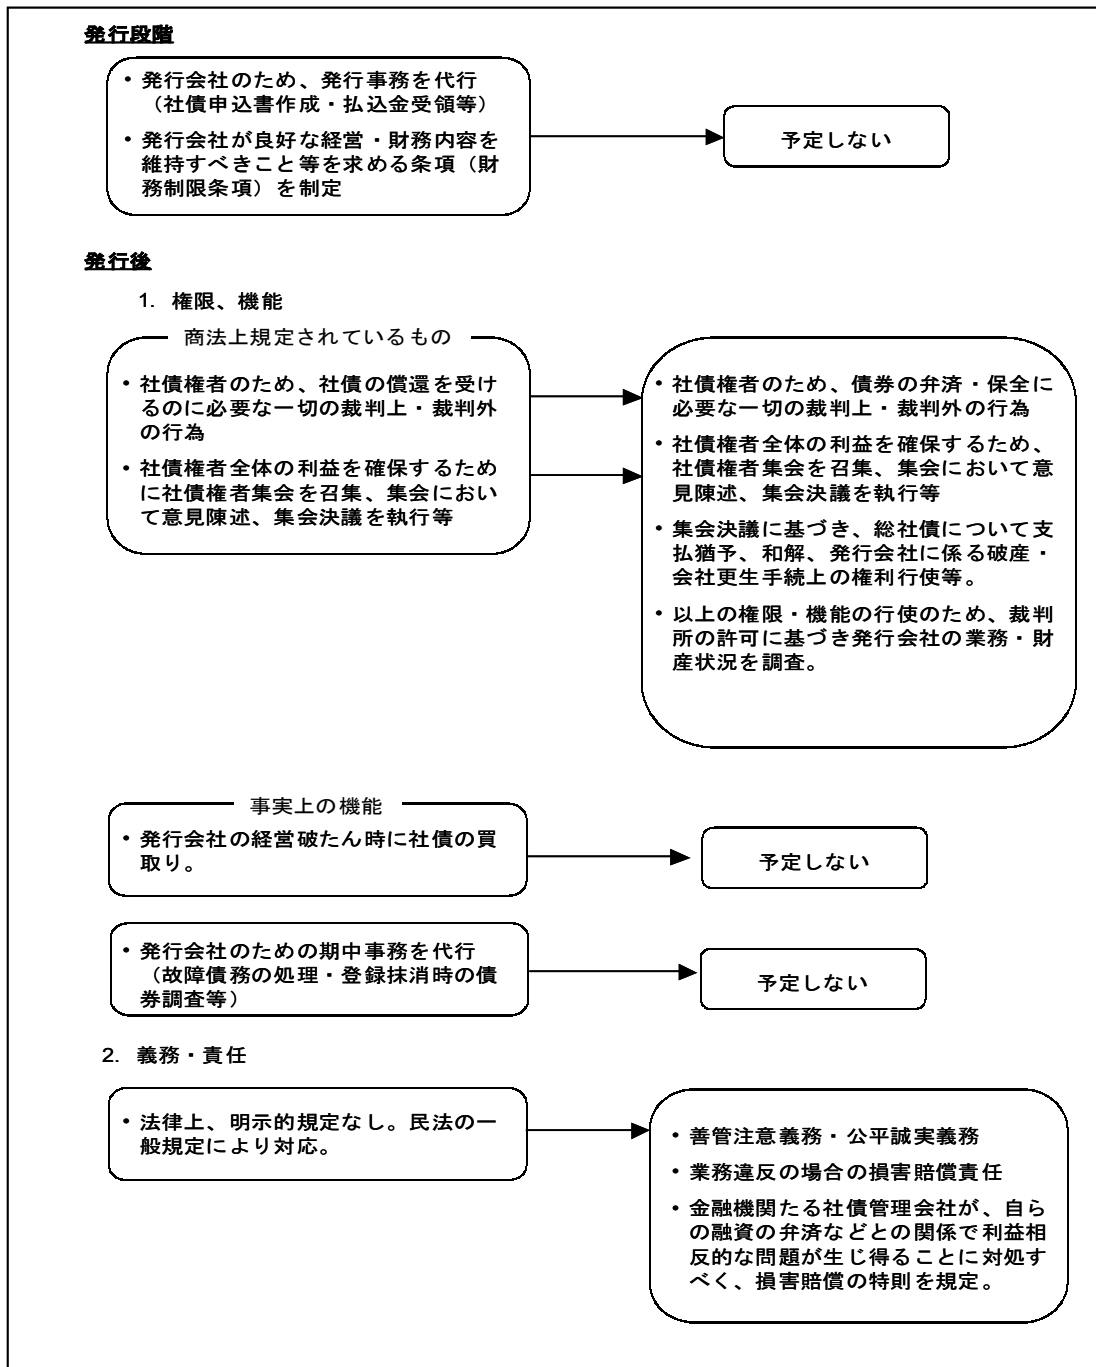 発行段階
• 発行会社のため、発行事務を代行
（社債申込書作成・払込金受領等）
• 発行会社が良好な経営・財務内容を
維持すべきこと等を求める条項（財
務制限条項）を制定
予定しない
発行後
1. 権限、機能
商法上規定されているもの
• 社債権者のため、社債の償還を受け
るのに必要な一切の裁判上・裁判外
の行為
• 社債権者全体の利益を確保するため
に社債権者集会を召集、集会におい
て意見陳述、集会決議を執行等
• 社債権者のため、債券の弁済・保全に
必要な一切の裁判上・裁判外の行為
• 社債権者全体の利益を確保するため、
社債権者集会を召集、集会において意
見陳述、集会決議を執行等
• 集会決議に基づき、総社債について支
払猶予、和解、発行会社に係る破産・
会社更生手続上の権利行使等。
• 以上の権限・機能の行使のため、裁判
所の許可に基づき発行会社の業務・財
産状況を調査。
事実上の機能
• 発行会社の経営破たん時に社債の買
取り。
予定しない
• 発行会社のための期中事務を代行
（故障債務の処理・登録抹消時の債
券調査等）
予定しない
2. 義務・責任
• 法律上、明示的規定なし。民法の一
般規定により対応。
• 善管注意義務・公平誠実義務
• 業務違反の場合の損害賠償責任
• 金融機関たる社債管理会社が、自ら
の融資の弁済などとの関係で利益相
反的な問題が生じ得ることに対処す
べく、損害賠償の特則を規定。